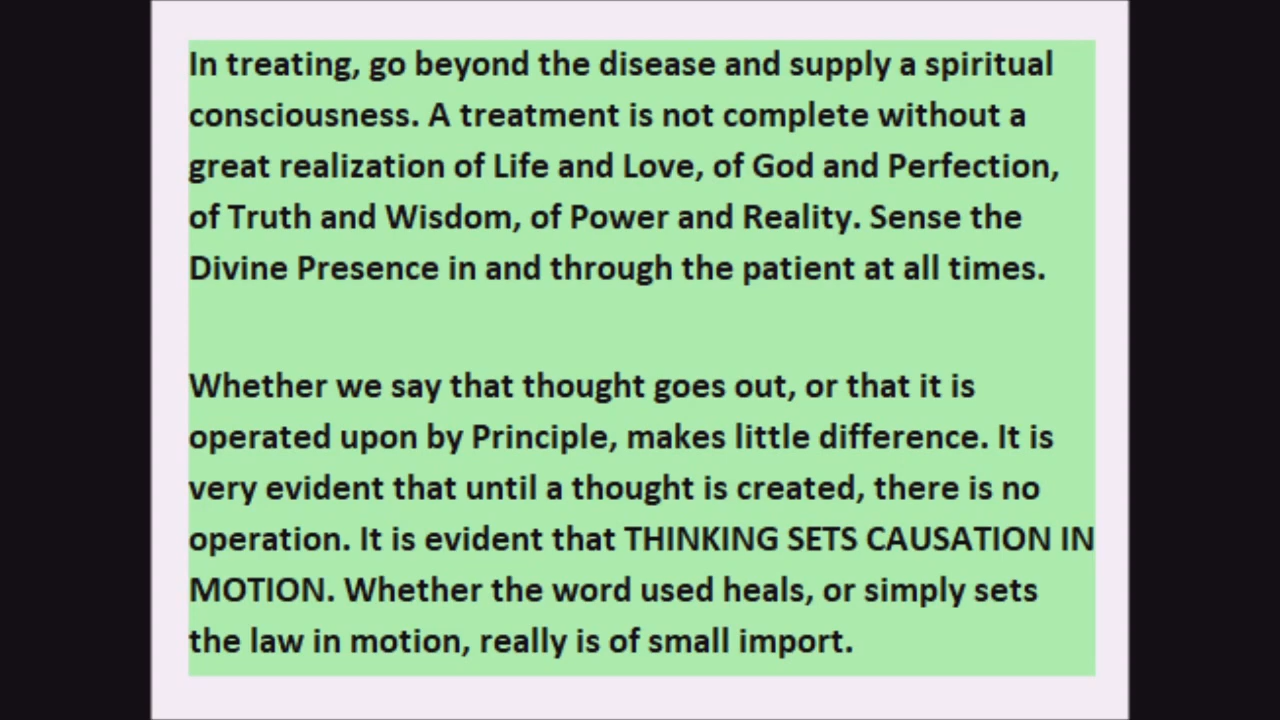 In treating, go beyond the disease and supply a spiritual
consciousness. A treatment is not complete without a
great realization of Life and Love, of God and Perfection,
of Truth and Wisdom, of Power and Reality. Sense the
Divine Presence in and through the patient at all times.
Whether we say that thought goes out, or that it is
operated upon by Principle, makes little difference. It is
very evident that until a thought is created, there is no
operation. It is evident that THINKING SETS CAUSATION IN
MOTION. Whether the word used heals, or simply sets
the law in motion, really is of small import.